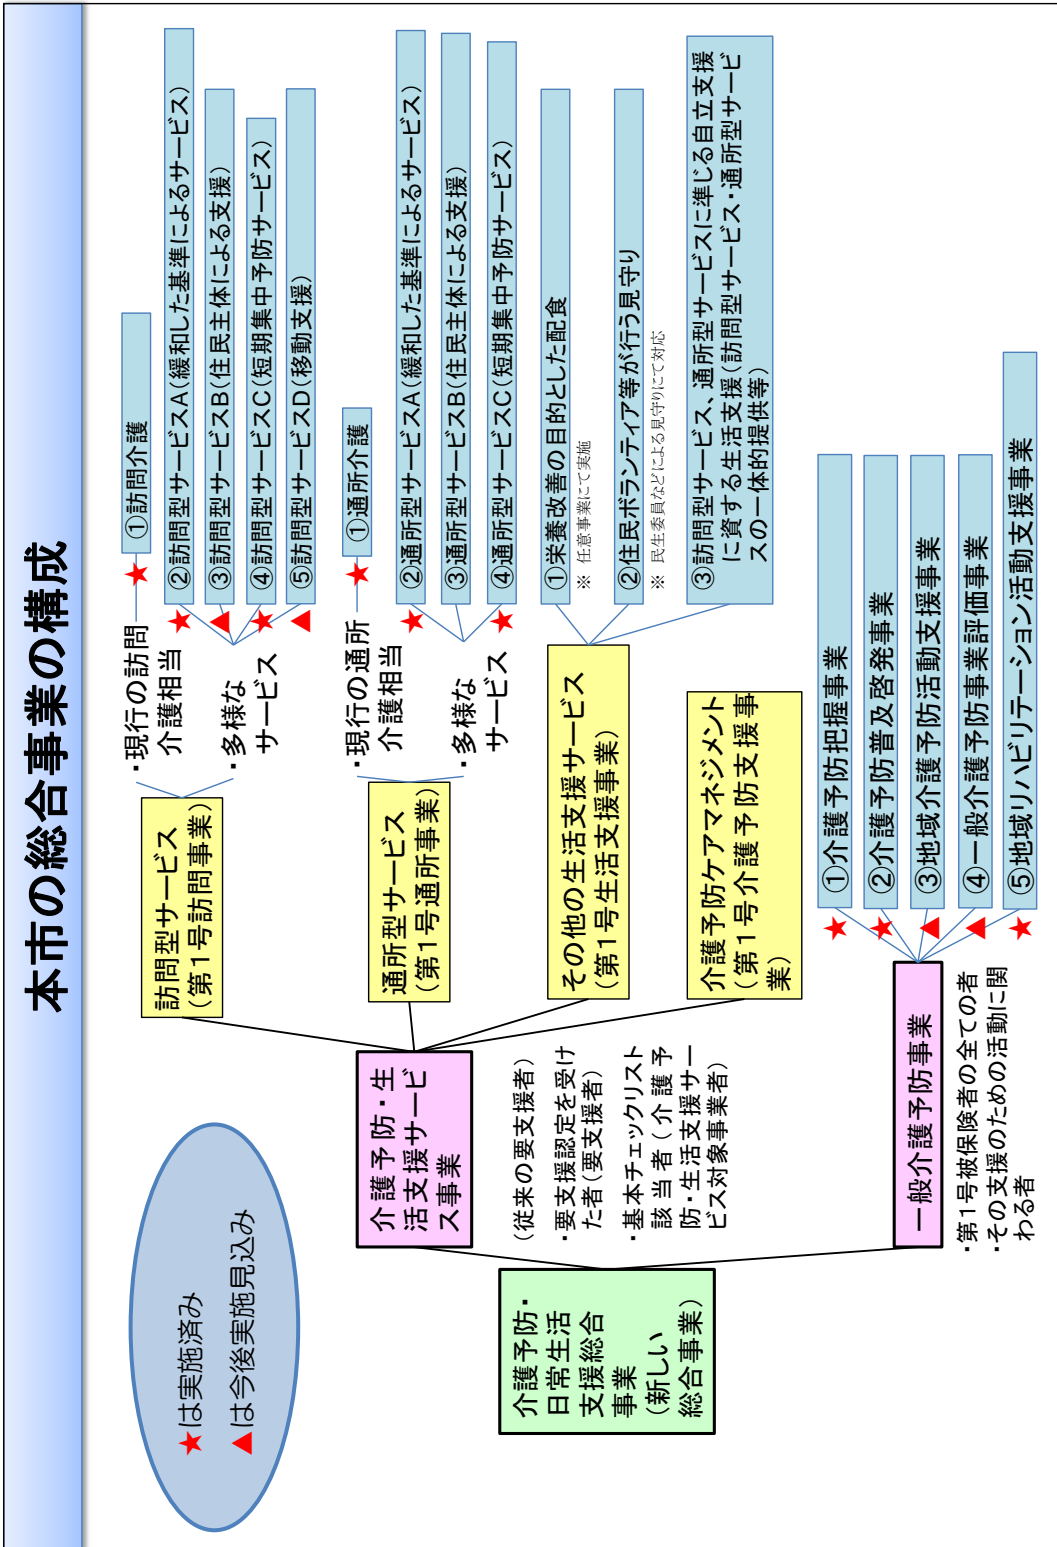 本市の総合事業の構成
★は実施済み
▲は今後実施見込み
介護予防・
日常生活
支援総合
事業
(新しい
総合事業)
介護予防・生
活支援サービ
ス事業
(従来の要支援者)
・要支援認定を受け
た者(要支援者)
・基本チェックリスト
該当者(介護予
防・生活支援サー
ビス対象事業者)
訪問型サービス
(第1号訪問事業)
・現行の訪問
介護相当
★
①訪問介護
・多様な
サービス
★
②訪問型サービスA(緩和した基準によるサービス)
▲
③訪問型サービスB(住民主体による支援)
★
④訪問型サービスC(短期集中予防サービス)
▲
⑤訪問型サービスD(移動支援)
通所型サービス
(第1号通所事業)
・現行の通所
介護相当
★
①通所介護
・多様な
サービス
★
②通所型サービスA(緩和した基準によるサービス)
③通所型サービスB(住民主体による支援)
★
④通所型サービスC(短期集中予防サービス)
その他の生活支援サービス
(第1号生活支援事業)
①栄養改善の目的とした配食
※ 任意事業にて実施
②住民ボランティア等が行う見守り
※ 民生委員などによる見守りにて対応
③訪問型サービス、通所型サービスに準じる自立支援
に資する生活支援(訪問型サービス・通所型サービ
スの一体的提供等)
介護予防ケアマネジメント
(第1号介護予防支援事
業)
一般介護予防事業
・第1号被保険者の全ての者
・その支援のための活動に関
わる者
★
①介護予防把握事業
★
②介護予防普及啓発事業
▲
③地域介護予防活動支援事業
▲
④一般介護予防事業評価事業
★
⑤地域リハビリテーション活動支援事業